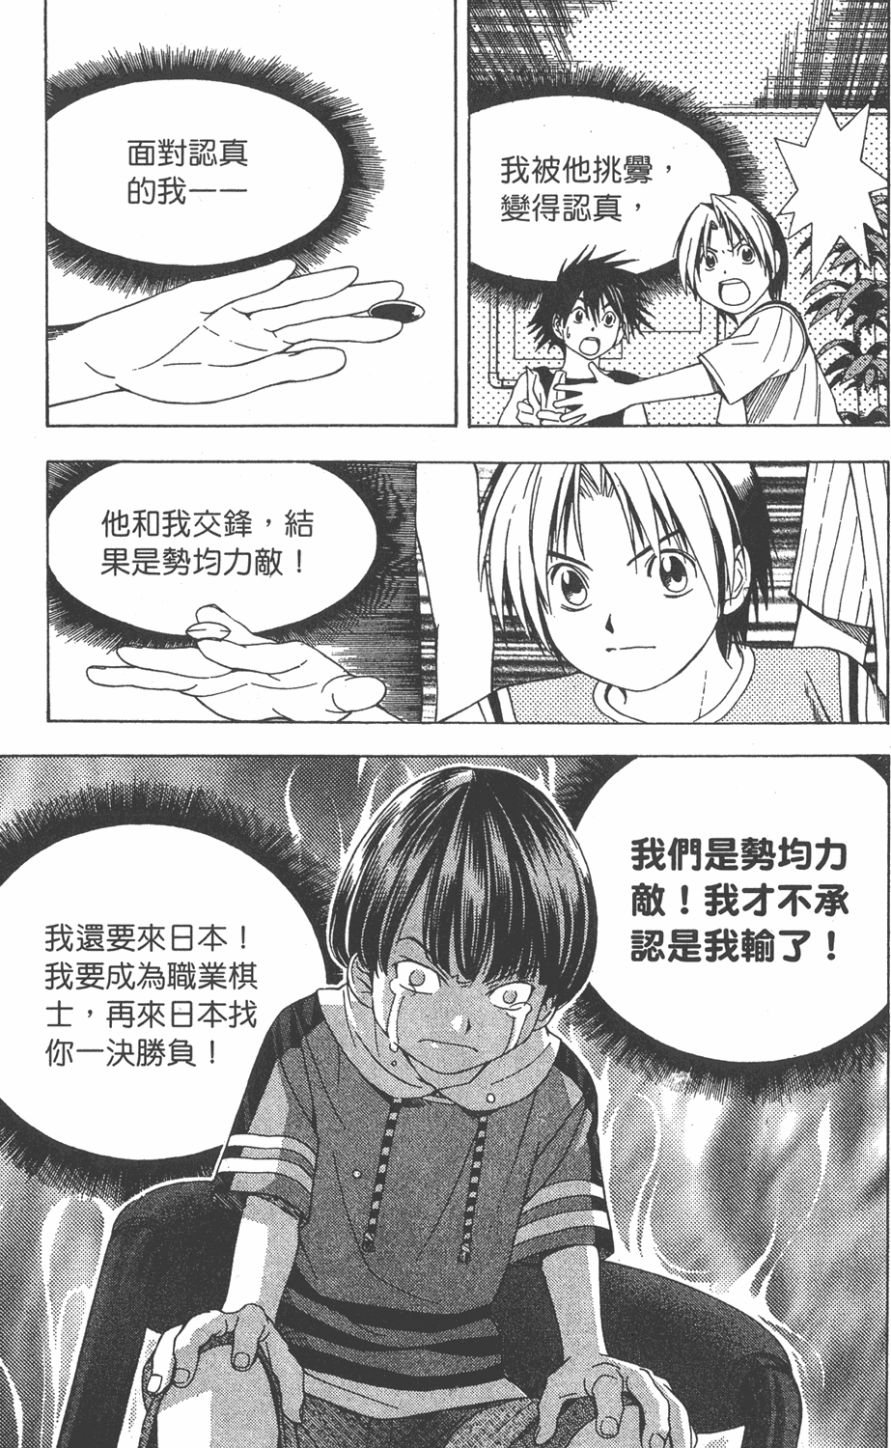 我被他挑釁，
變得認真，
面對認真
的我——
他和我交鋒，結
果是勢均力敵！
我們是勢均力
敵！我才不承
認是我輸了！
我還要來日本！
我要成為職業棋
士，再來日本找
你一決勝負！